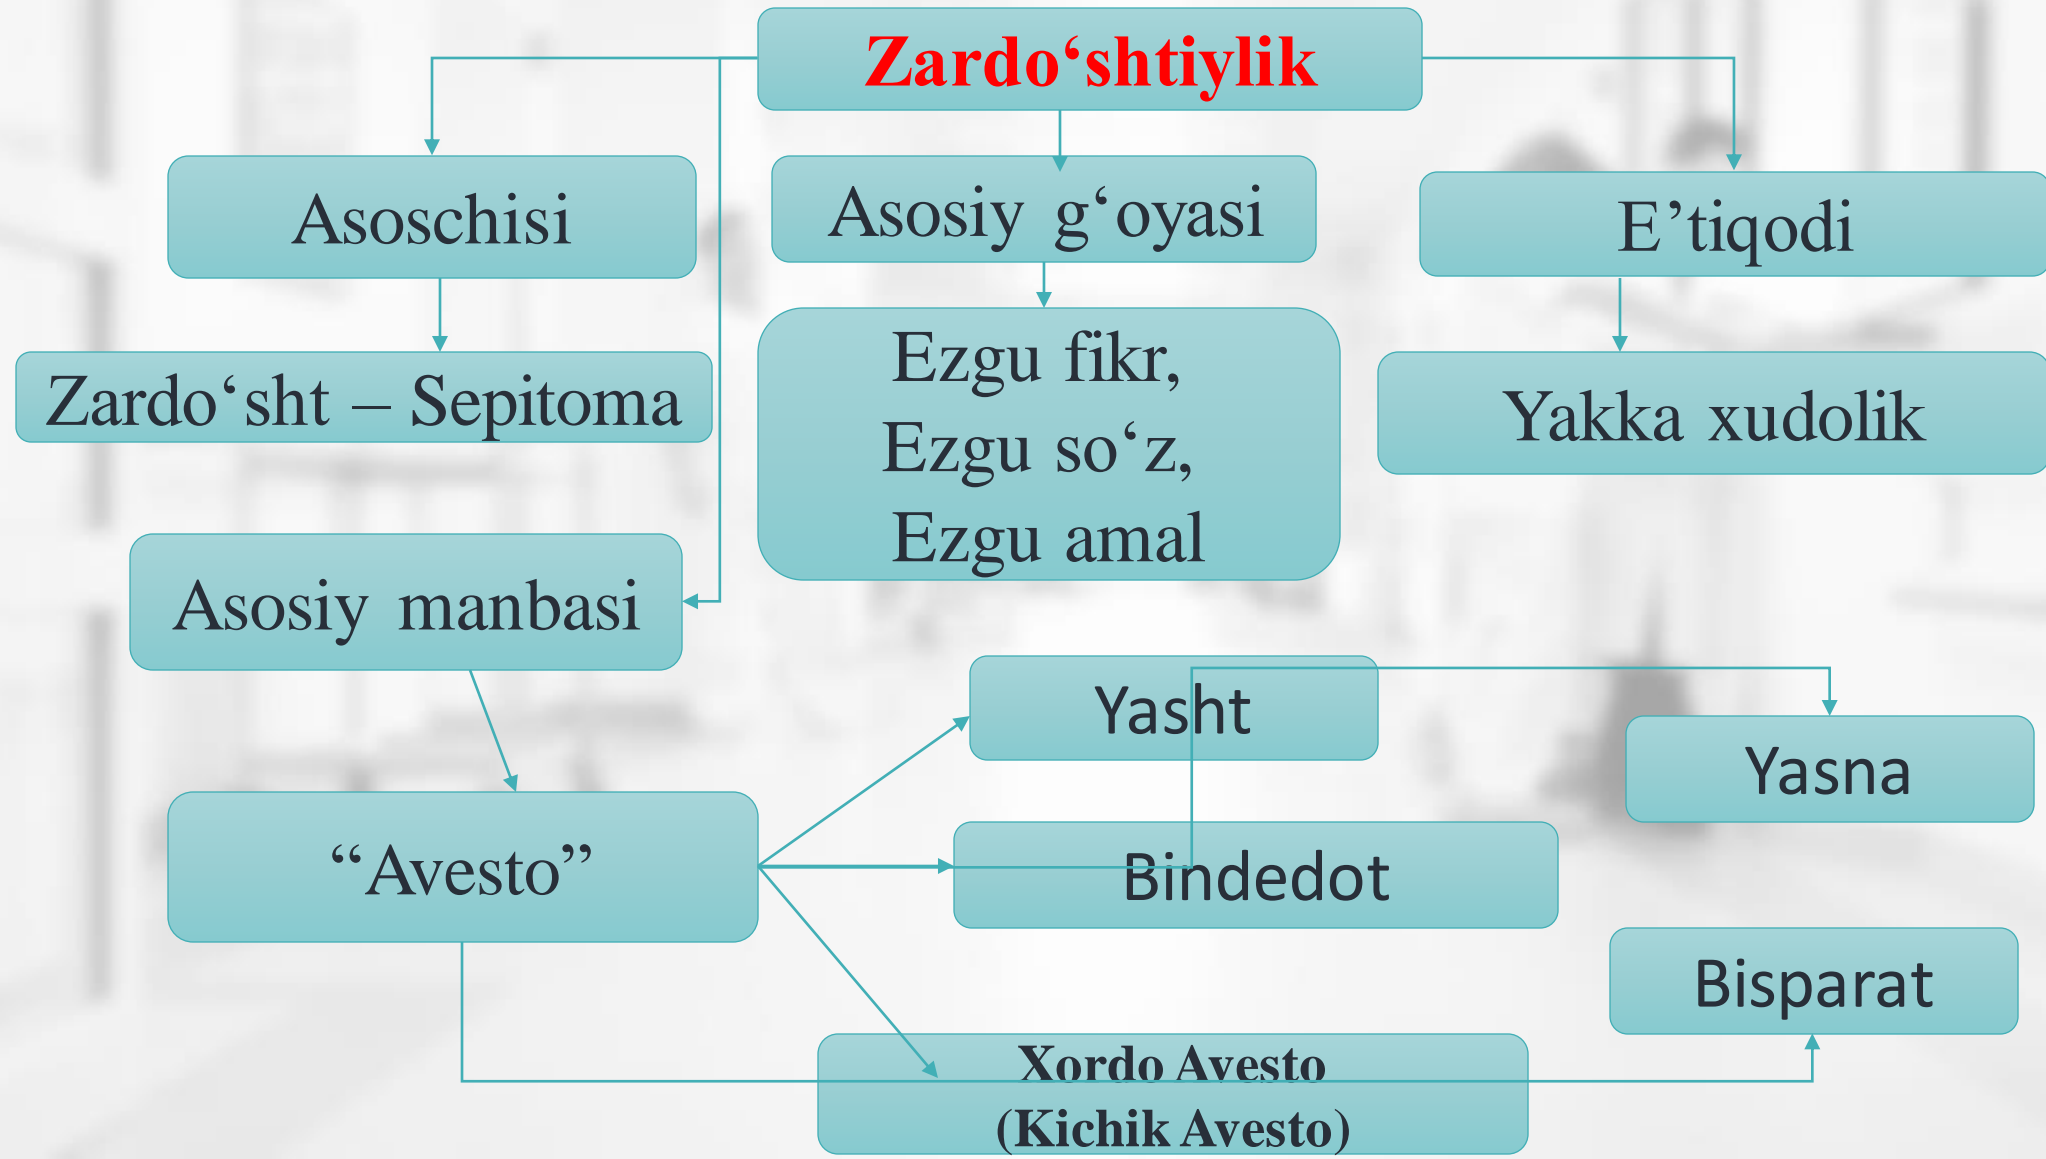 Zardo‘shtiylik
Asoschisi
Asosiy g‘oyasi
E’tiqodi
Zardo‘sht – Sepitoma
Ezgu fikr,
Ezgu so‘z,
Ezgu amal
Yakka xudolik
Asosiy manbasi
Yasht
Yasna
“Avesto”
Bindedot
Bisparat
Xordo Avesto
(Kichik Avesto)